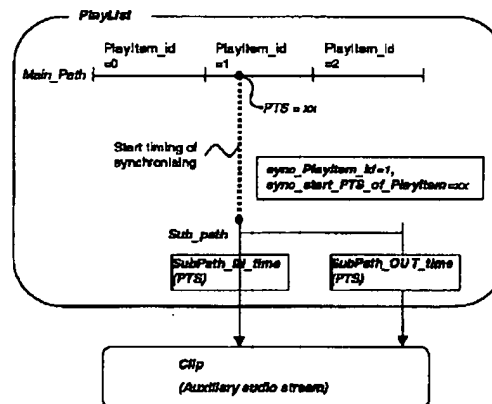 PlayList
PlayItem_id
=0
PlayItem_id
=1
PlayItem_id
=2
Main_Path
PTS = xx
Start timing of
synchronizing
sync_PlayItem_id=1,
sync_start_PTS_of_PlayItem=xx
Sub_path
SubPath_IN_time
(PTS)
SubPath_OUT_time
(PTS)
Clip
(Auxiliary audio stream)